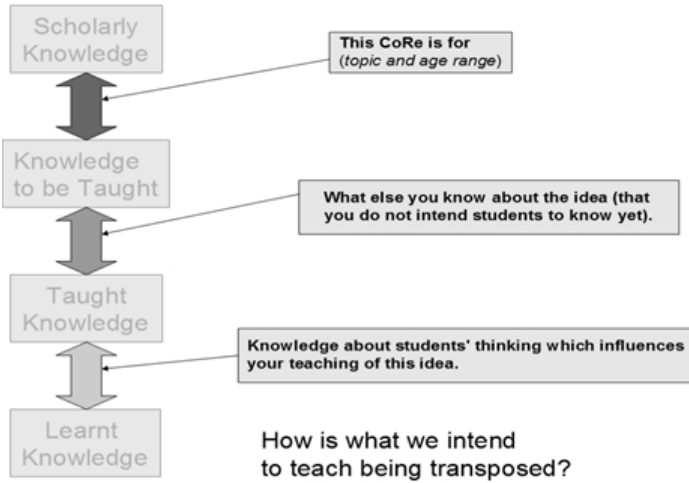 Scholarly
Knowledge
This CoRe is for
(topic and age range)
Knowledge
to be Taught
What else you know about the idea (that
you do not intend students to know yet).
Taught
Knowledge
Knowledge about students' thinking which influences
your teaching of this idea.
Learnt
Knowledge
How is what we intend
to teach being transposed?